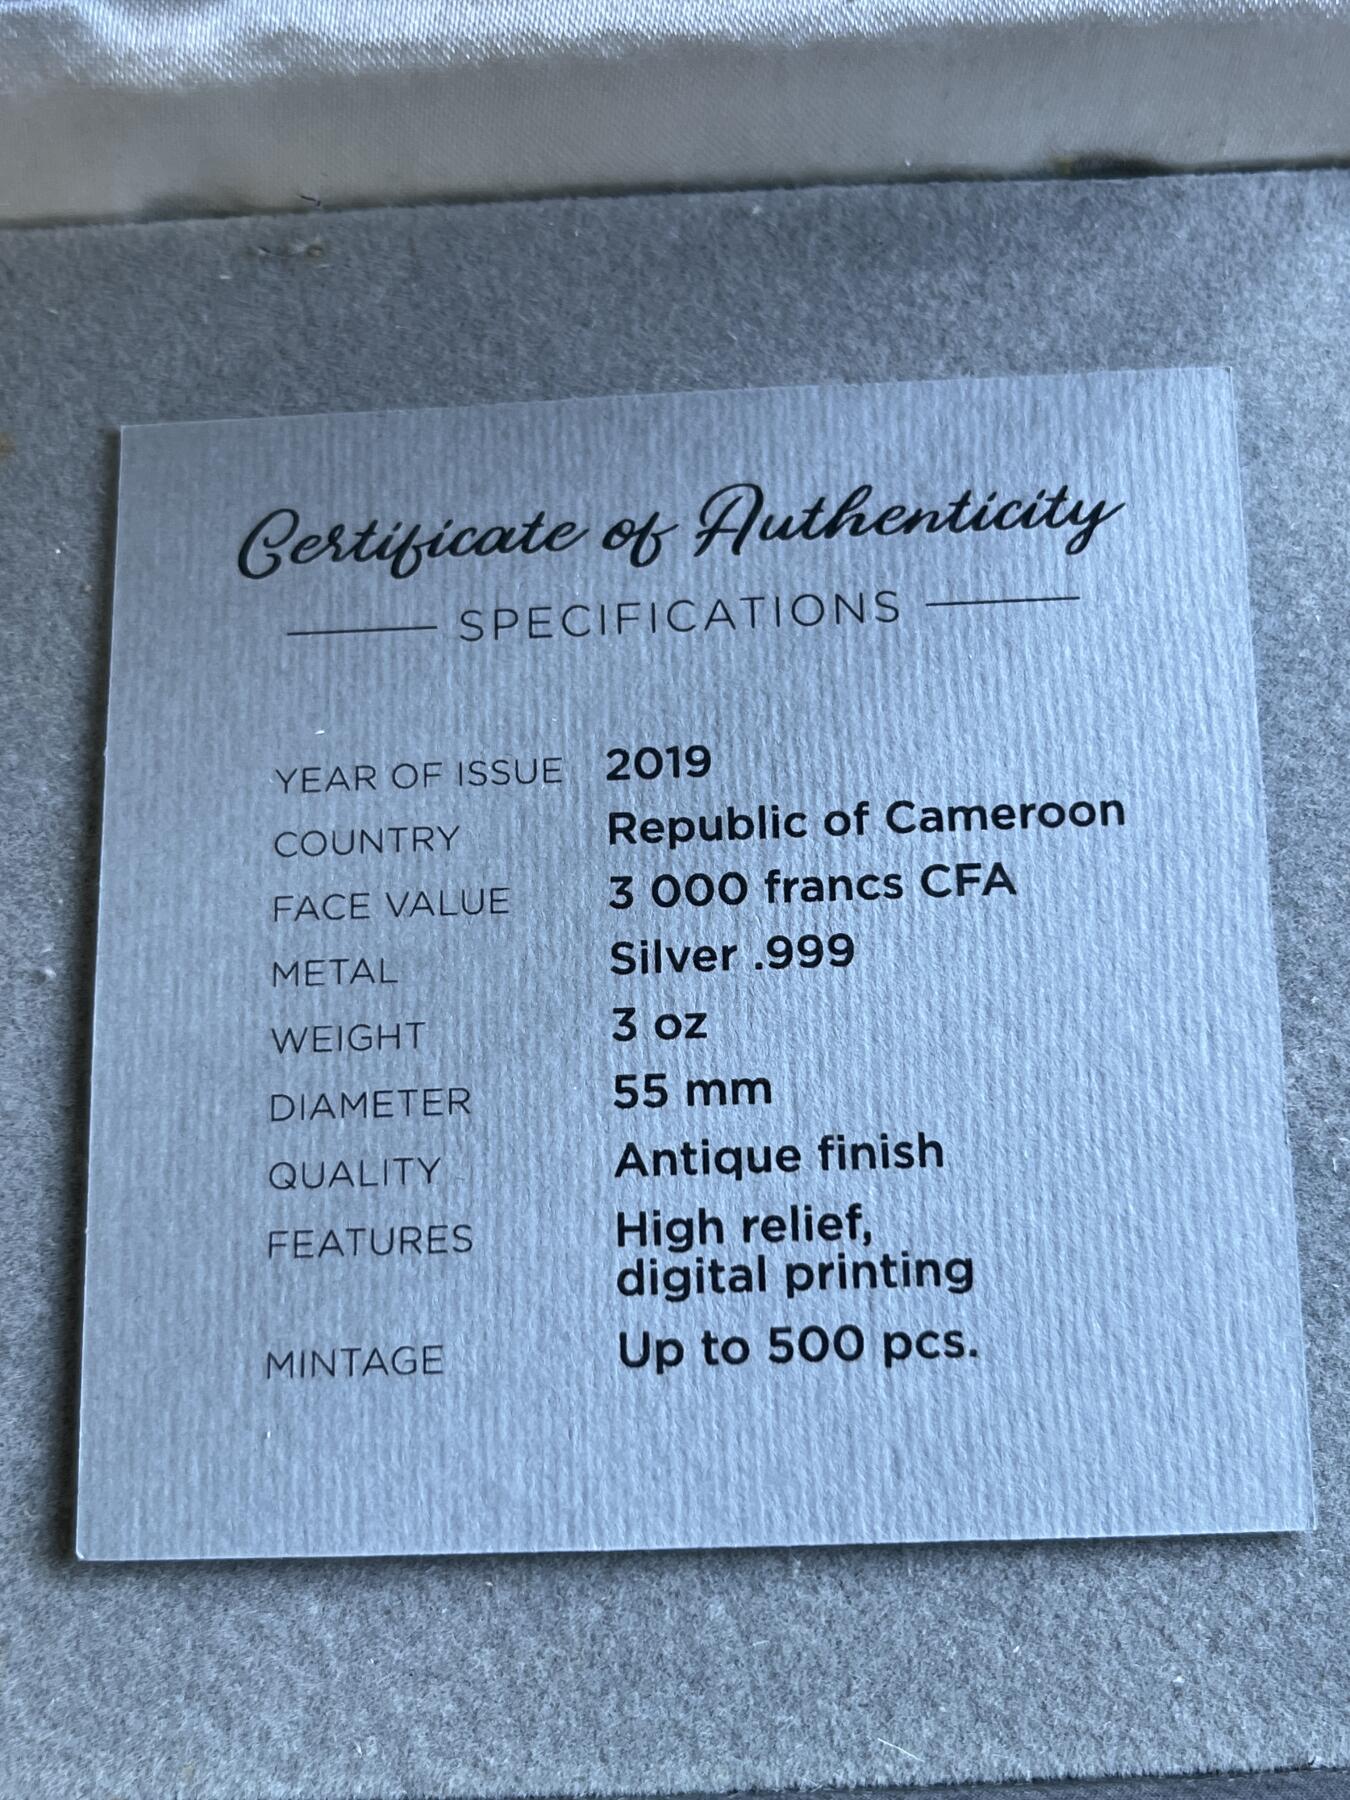 Certificate of Authenticity
SPECIFICATIONS
YEAR OF ISSUE 2019
COUNTRY Republic of Cameroon
FACE VALUE 3 000 francs CFA
METAL Silver .999
WEIGHT 3 oz
DIAMETER 55 mm
QUALITY Antique finish
FEATURES High relief,
digital printing
MINTAGE Up to 500 pcs.